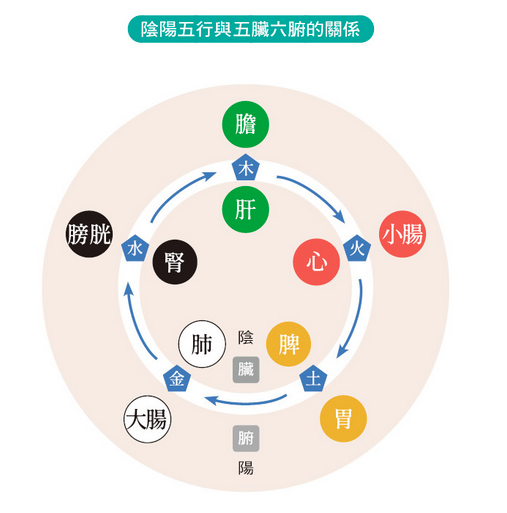 陰陽五行與五臟六腑的關係
膽
木
肝
膀胱
水
腎
心
火
小腸
肺
陰
脾
臟
金
土
大腸
胃
腑
陽